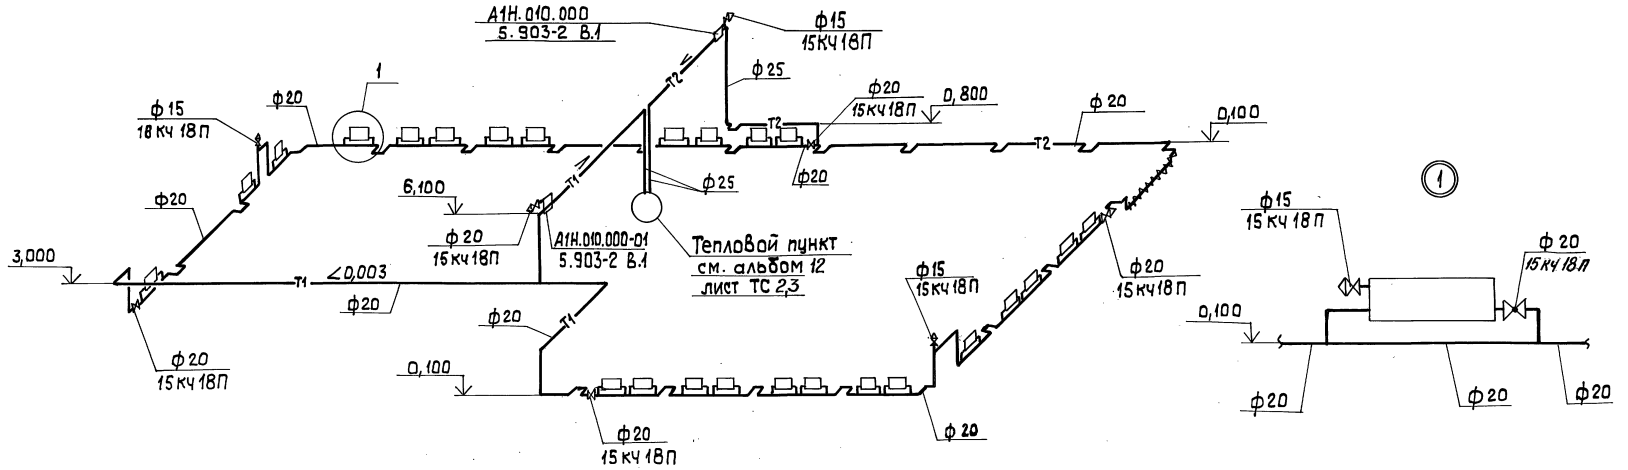 А1Н.010.000
5.903-2 В.1
ф15
15КЧ18П
1
ф20
ф25
Т2
ф20
15КЧ18П
0,800
ф20
0,100
ф15
18КЧ18П
Т2
Т2
Т1
ф25
ф20
6,100
1
ф20
ф20
15КЧ18П
А1Н.010.000-01
5.903-2 В.1
Тепловой пункт
см. альбом 12
лист ТС 2,3
ф15
15КЧ18П
ф20
15КЧ18П
ф15
15КЧ18П
ф20
15КЧ18П
3,000
∠0,003
Т1
ф20
ф20
Т1
0,100
ф20
15КЧ18П
0,100
ф20
15КЧ18П
ф20
ф20
ф20
ф20